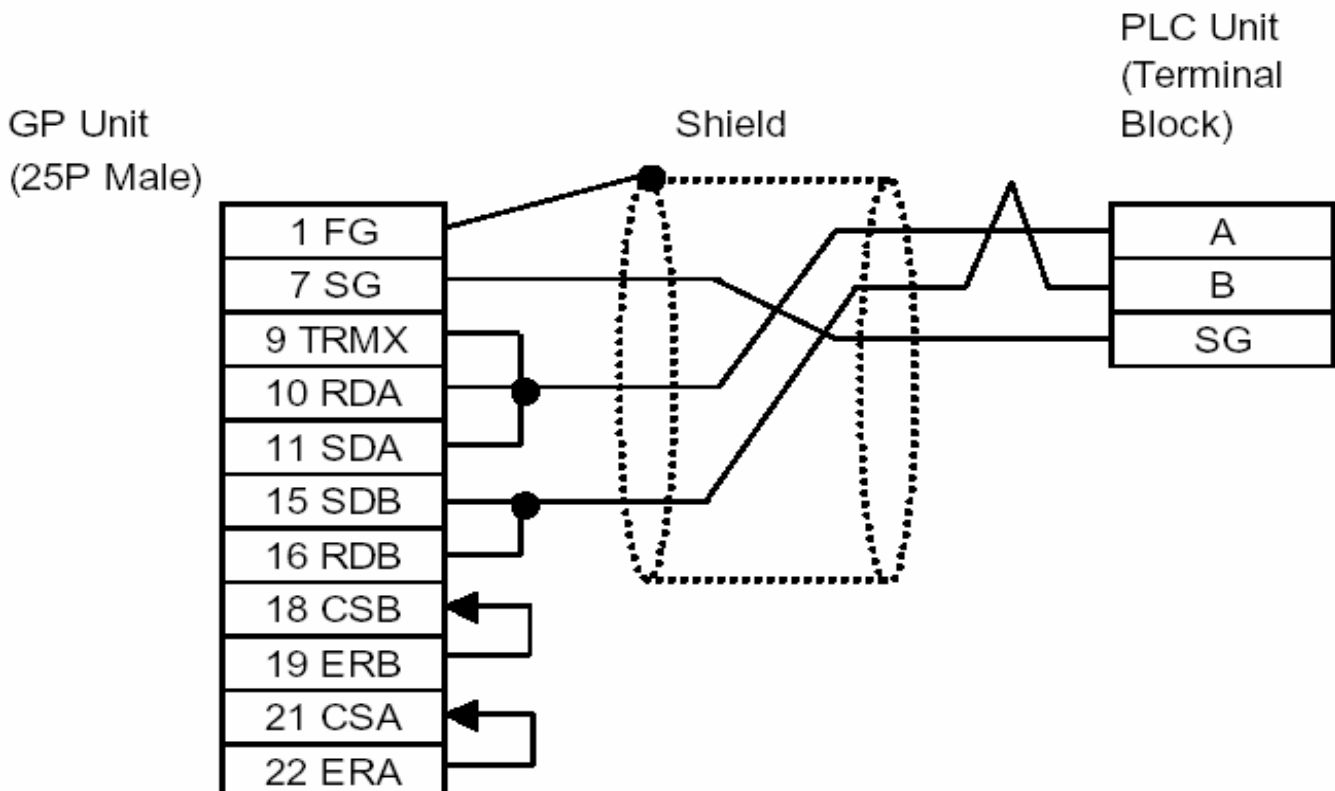 PLC Unit
(Terminal
Block)
GP Unit
(25P Male)
Shield
1 FG
7 SG
9 TRMX
10 RDA
11 SDA
15 SDB
16 RDB
18 CSB
19 ERB
21 CSA
22 ERA
A
B
SG